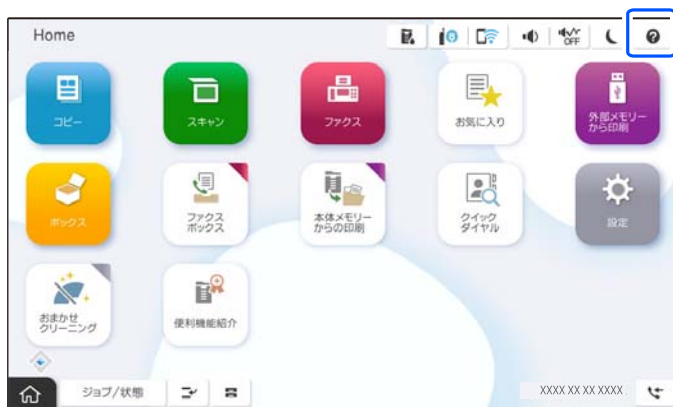 Home
OFF
コピー
スキャン
ファクス
お気に入り
外部メモリー
から印刷
ボックス
ファクス
ボックス
本体メモリー
からの印刷
クイック
ダイヤル
設定
おまかせ
クリーニング
便利機能紹介
ジョブ/状態
XXXX XX XX XXXX